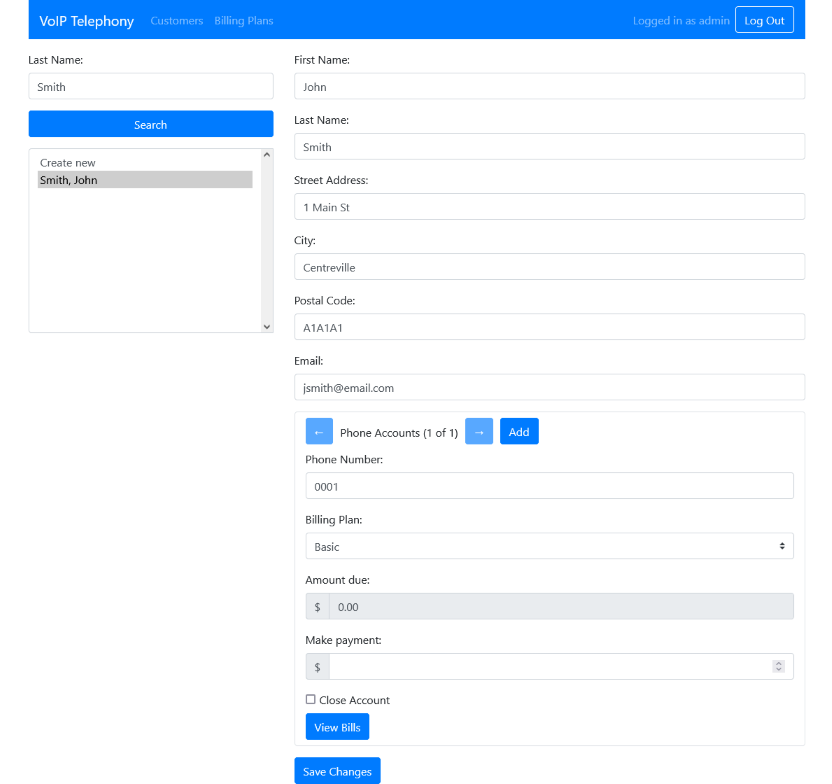 VoIP Telephony Customers Billing Plans Logged in as admin Log Out
Last Name:
Smith
Search
Create new
Smith, John
First Name:
John
Last Name:
Smith
Street Address:
1 Main St
City:
Centreville
Postal Code:
A1A1A1
Email:
jsmith@email.com
← Phone Accounts (1 of 1) → Add
Phone Number:
0001
Billing Plan:
Basic
Amount due:
$ 0.00
Make payment:
$
Close Account
View Bills
Save Changes